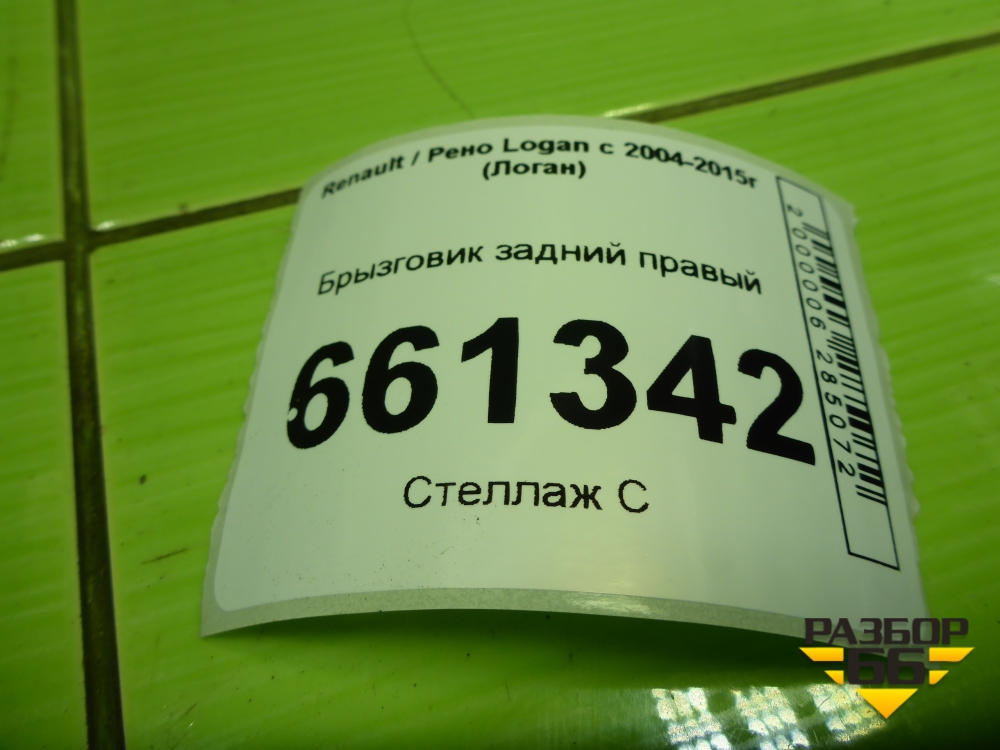 Renault / Рено Logan с 2004-2015г
(Логан)
Брызговик задний правый
661342
Стеллаж С
2000006285072
РАЗБОР
66